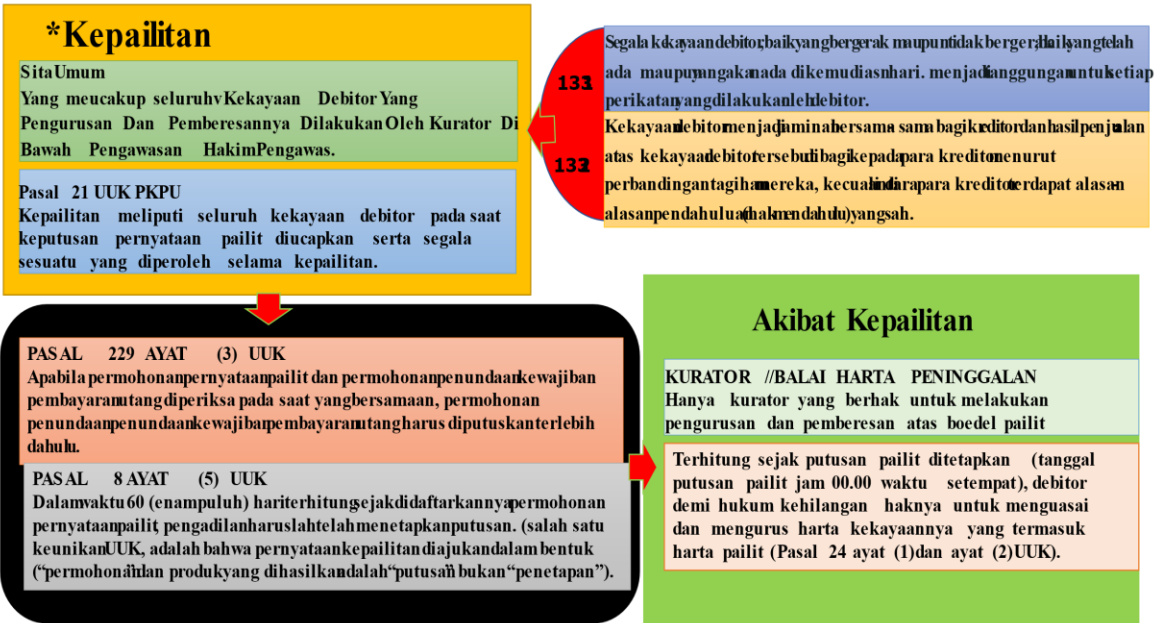 *Kepailitan
Sita Umum
Yang meucakup seluruhv Kekayaan Debitor Yang
Pengurusan Dan Pemberesannya Dilakukan Oleh Kurator Di
Bawah Pengawasan Hakim Pengawas.
Pasal 21 UUK PKPU
Kepailitan meliputi seluruh kekayaan debitor pada saat
keputusan pernyataan pailit diucapkan serta segala
sesuatu yang diperoleh selama kepailitan.
Segala kekayaan debitor, baik yang bergerak maupun tidak bergerak, baik yang telah
ada maupun yang akan ada dikemudiasn hari. menjadi tanggungan untuk setiap
perikatan yang dilakukan oleh debitor.
Kekayaan debitor menjadi jaminan bersama-sama bagi kreditor dan hasil penjualan
atas kekayaan debitor tersebut dibagi kepada para kreditor menurut
perbandingan tagihan mereka, kecuali diantara para kreditor terdapat alasan-
alasan pendahuluan (hak mendahulu) yang sah.
PASAL 229 AYAT (3) UUK
Apabila permohonan pernyataan pailit dan permohonan penundaan kewajiban
pembayaran utang diperiksa pada saat yang bersamaan, permohonan
penundaan penundaan kewajiban pembayaran utang harus diputuskan terlebih
dahulu.
PASAL 8 AYAT (5) UUK
Dalam waktu 60 (enam puluh) hari terhitung sejak didaftarkannya permohonan
pernyataan pailit, pengadilan haruslah telah menetapkan putusan. (salah satu
keunikan UUK, adalah bahwa pernyataan kepailitan diajukan dalam bentuk
("permohonan" dan produk yang dihasilkan adalah "putusan" bukan "penetapan").
Akibat Kepailitan
KURATOR //BALAI HARTA PENINGGALAN
Hanya kurator yang berhak untuk melakukan
pengurusan dan pemberesan atas boedel pailit
Terhitung sejak putusan pailit ditetapkan (tanggal
putusan pailit jam 00.00 waktu setempat), debitor
demi hukum kehilangan haknya untuk menguasai
dan mengurus harta kekayaannya yang termasuk
harta pailit (Pasal 24 ayat (1)dan ayat (2)UUK).